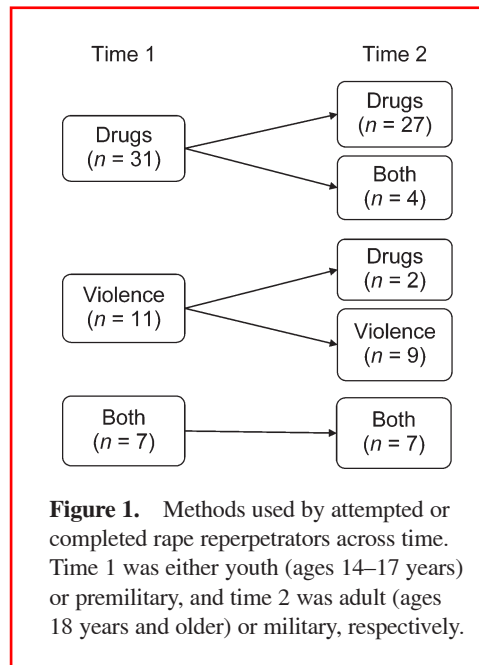 Time 1
Time 2
Drugs
(n = 31)
Drugs
(n = 27)
Both
(n = 4)
Violence
(n = 11)
Drugs
(n = 2)
Violence
(n = 9)
Both
(n = 7)
Both
(n = 7)
Figure 1. Methods used by attempted or
completed rape reperpetrators across time.
Time 1 was either youth (ages 14–17 years)
or premilitary, and time 2 was adult (ages
18 years and older) or military, respectively.